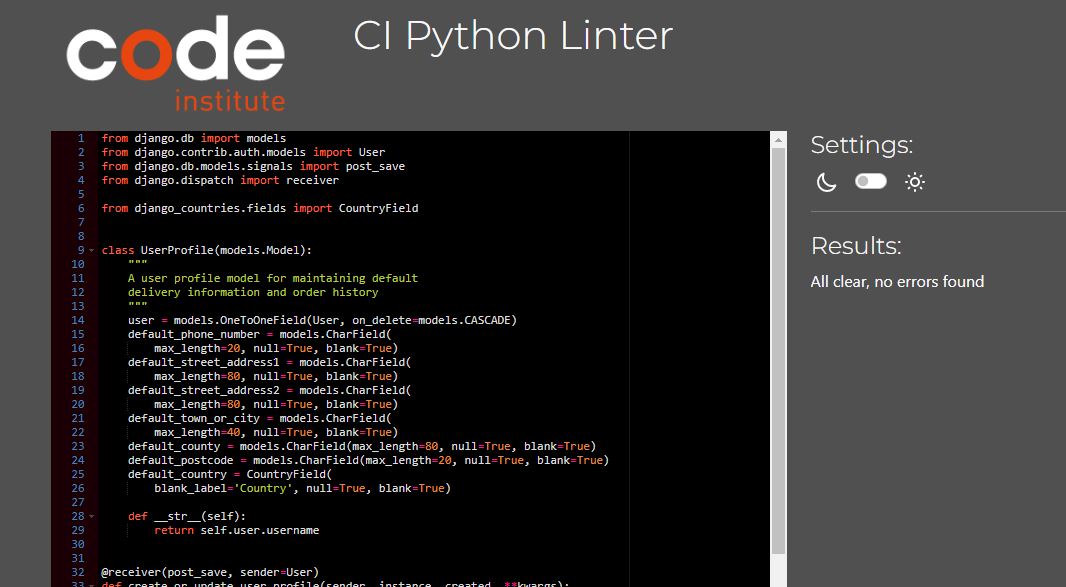 code
institute
CI Python Linter
1 from django.db import models
2 from django.contrib.auth.models import User
3 from django.db.models.signals import post_save
4 from django.dispatch import receiver
5
6 from django_countries.fields import CountryField
7
8
9 class UserProfile(models.Model):
10     """
11     A user profile model for maintaining default
12     delivery information and order history
13     """
14     user = models.OneToOneField(User, on_delete=models.CASCADE)
15     default_phone_number = models.CharField(
16         max_length=20, null=True, blank=True)
17     default_street_address1 = models.CharField(
18         max_length=80, null=True, blank=True)
19     default_street_address2 = models.CharField(
20         max_length=80, null=True, blank=True)
21     default_town_or_city = models.CharField(
22         max_length=40, null=True, blank=True)
23     default_county = models.CharField(max_length=80, null=True, blank=True)
24     default_postcode = models.CharField(max_length=20, null=True, blank=True)
25     default_country = CountryField(
26         blank_label='Country', null=True, blank=True)
27
28     def __str__(self):
29         return self.user.username
30
31
32 @receiver(post_save, sender=User)
33 def create_or_update_user_profile(sender, instance, created, **kwargs):
Settings:
Results:
All clear, no errors found